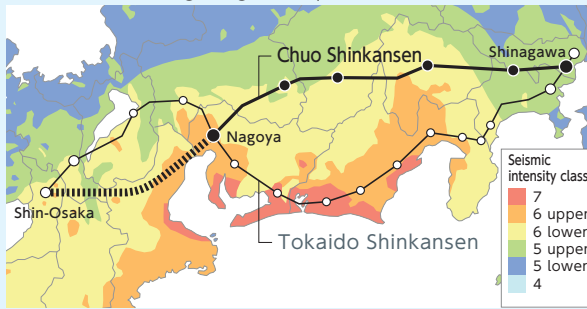 Chuo Shinkansen
Shinagawa
Nagoya
Shin-Osaka
Tokaido Shinkansen
Seismic
intensity class
7
6 upper
6 lower
5 upper
5 lower
4